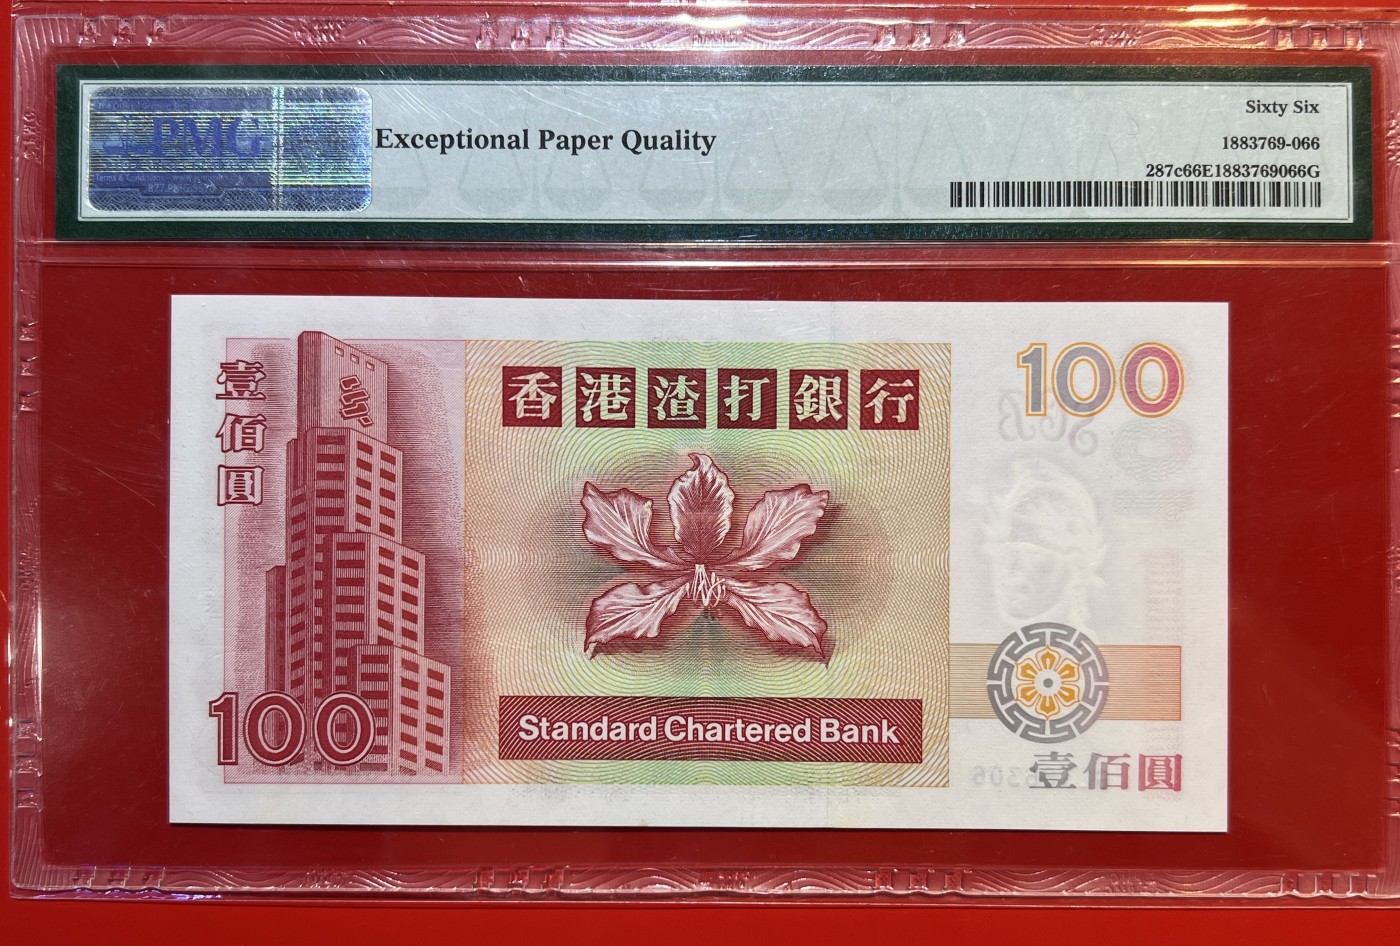 PMG
Exceptional Paper Quality
Sixty Six
1883769-066
287c66E1883769066G
壹佰圓
香港渣打銀行
100
SCB
Standard Chartered Bank
100
壹佰圓